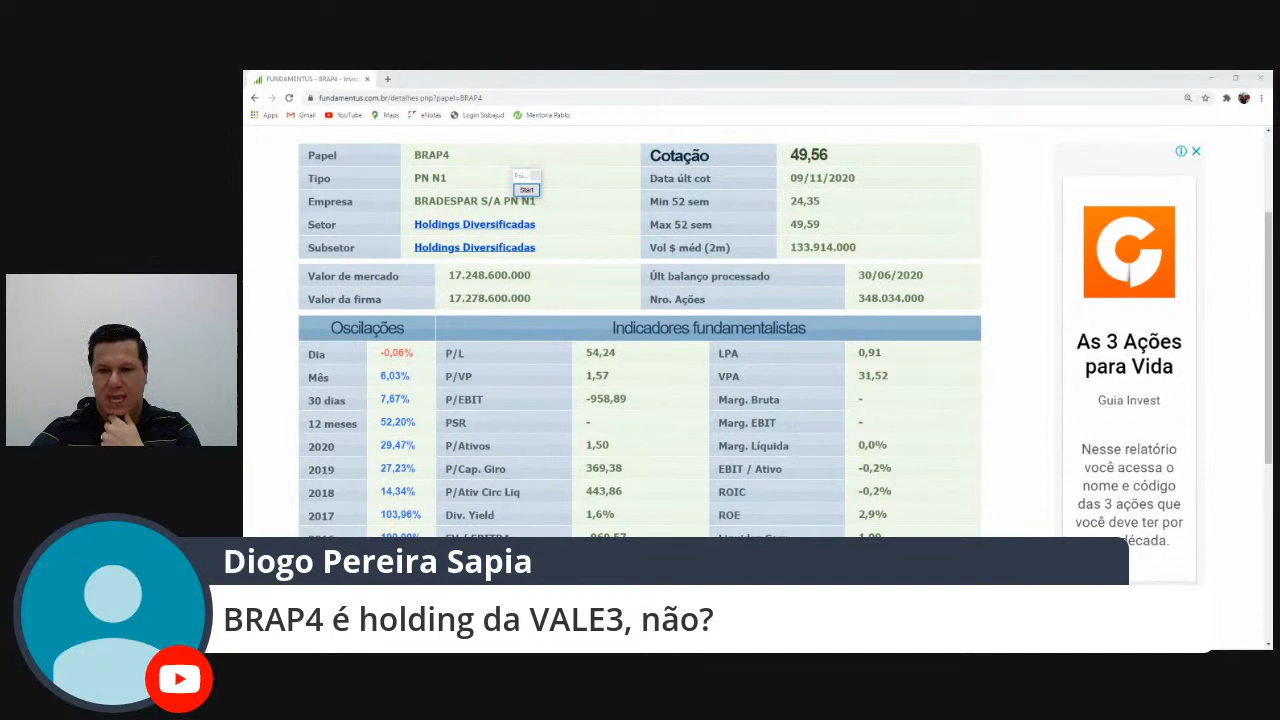 FUNDAMENTUS - BRAP4 - Invis
fundamentus.com.br/detalhes.php?papel=BRAP4
Apps Gmail YouTube Maps eNotas Login Sisbajud Mentoria Pablo
Papel BRAP4 Cotação 49,56
Tipo PN N1 Data últ cot 09/11/2020
Start
Empresa BRADESPAR S/A PN N1 Min 52 sem 24,35
Setor Holdings Diversificadas Max 52 sem 49,59
Subsetor Holdings Diversificadas Vol $ méd (2m) 133.914.000
Valor de mercado 17.248.600.000 Últ balanço processado 30/06/2020
Valor da firma 17.278.600.000 Nro. Ações 348.034.000
Oscilações Indicadores fundamentalistas
Dia -0,06% P/L 54,24 LPA 0,91
Mês 6,03% P/VP 1,57 VPA 31,52
30 dias 7,67% P/EBIT -958,89 Marg. Bruta -
12 meses 52,20% PSR - Marg. EBIT -
2020 29,47% P/Ativos 1,50 Marg. Líquida 0,0%
2019 27,23% P/Cap. Giro 369,38 EBIT / Ativo -0,2%
2018 14,34% P/Ativ Circ Liq 443,86 ROIC -0,2%
2017 103,96% Div. Yield 1,6% ROE 2,9%
As 3 Ações
para Vida
Guia Invest
Nesse relatório
você acessa o
nome e código
das 3 ações que
você deve ter por
década.
Diogo Pereira Sapia
BRAP4 é holding da VALE3, não?